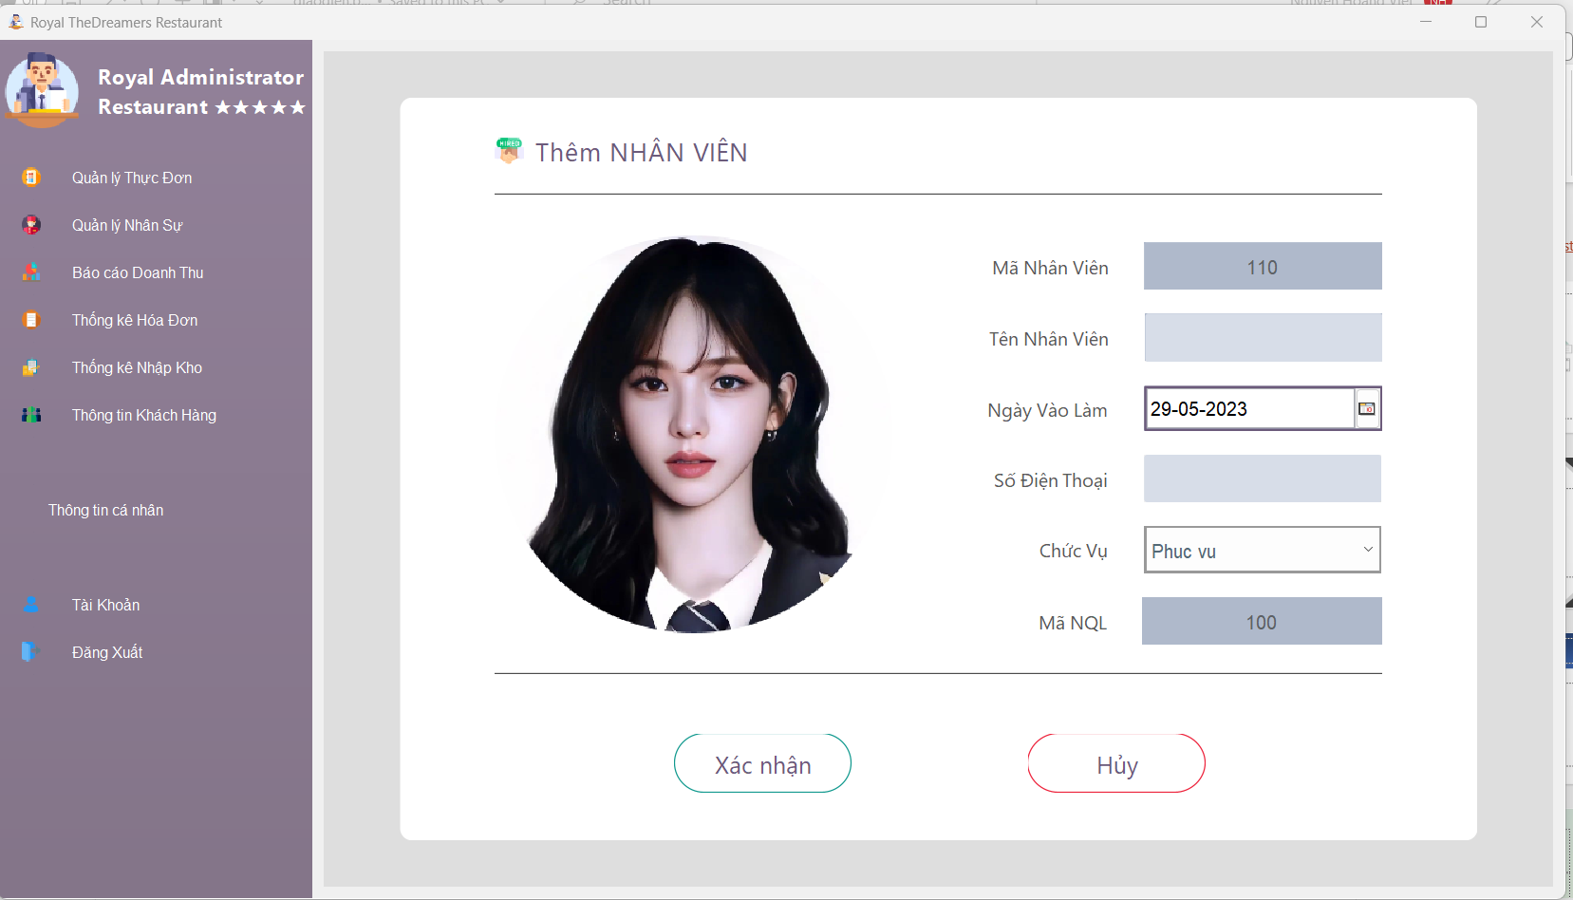 Royal TheDreamers Restaurant
Royal Administrator
Restaurant ★★★★★
Quản lý Thực Đơn
Quản lý Nhân Sự
Báo cáo Doanh Thu
Thống kê Hóa Đơn
Thống kê Nhập Kho
Thông tin Khách Hàng
Thông tin cá nhân
Tài Khoản
Đăng Xuất
HIRED
Thêm NHÂN VIÊN
Mã Nhân Viên 110
Tên Nhân Viên
Ngày Vào Làm 29-05-2023
Số Điện Thoại
Chức Vụ Phuc vu
Mã NQL 100
Xác nhận
Hủy